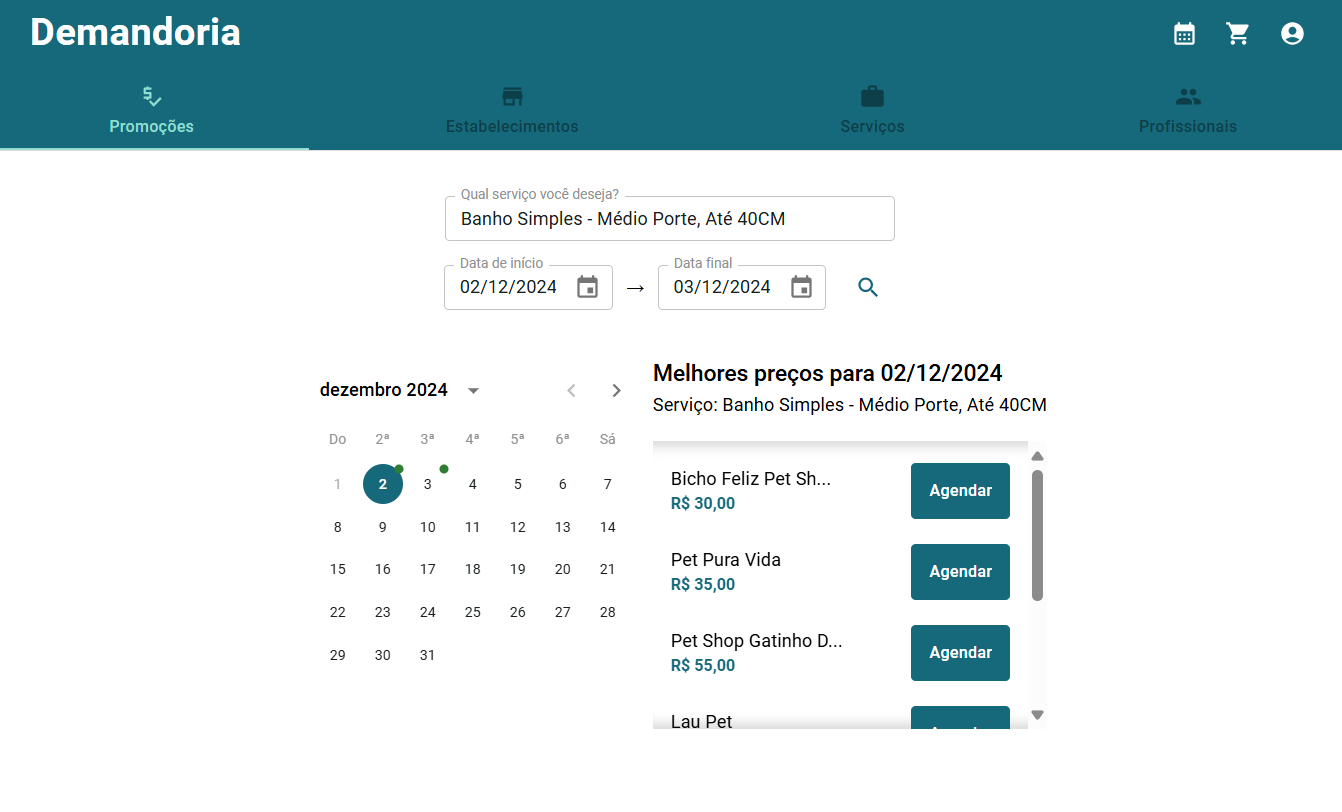 Demandoria
Promoções
Estabelecimentos
Serviços
Profissionais
Qual serviço você deseja?
Banho Simples - Médio Porte, Até 40CM
Data de início
Data final
02/12/2024 → 03/12/2024
dezembro 2024
Do 2ª 3ª 4ª 5ª 6ª Sá
1 2 3 4 5 6 7
8 9 10 11 12 13 14
15 16 17 18 19 20 21
22 23 24 25 26 27 28
29 30 31
Melhores preços para 02/12/2024
Serviço: Banho Simples - Médio Porte, Até 40CM
Bicho Feliz Pet Sh...
R$ 30,00
Agendar
Pet Pura Vida
R$ 35,00
Agendar
Pet Shop Gatinho D...
R$ 55,00
Agendar
Lau Pet